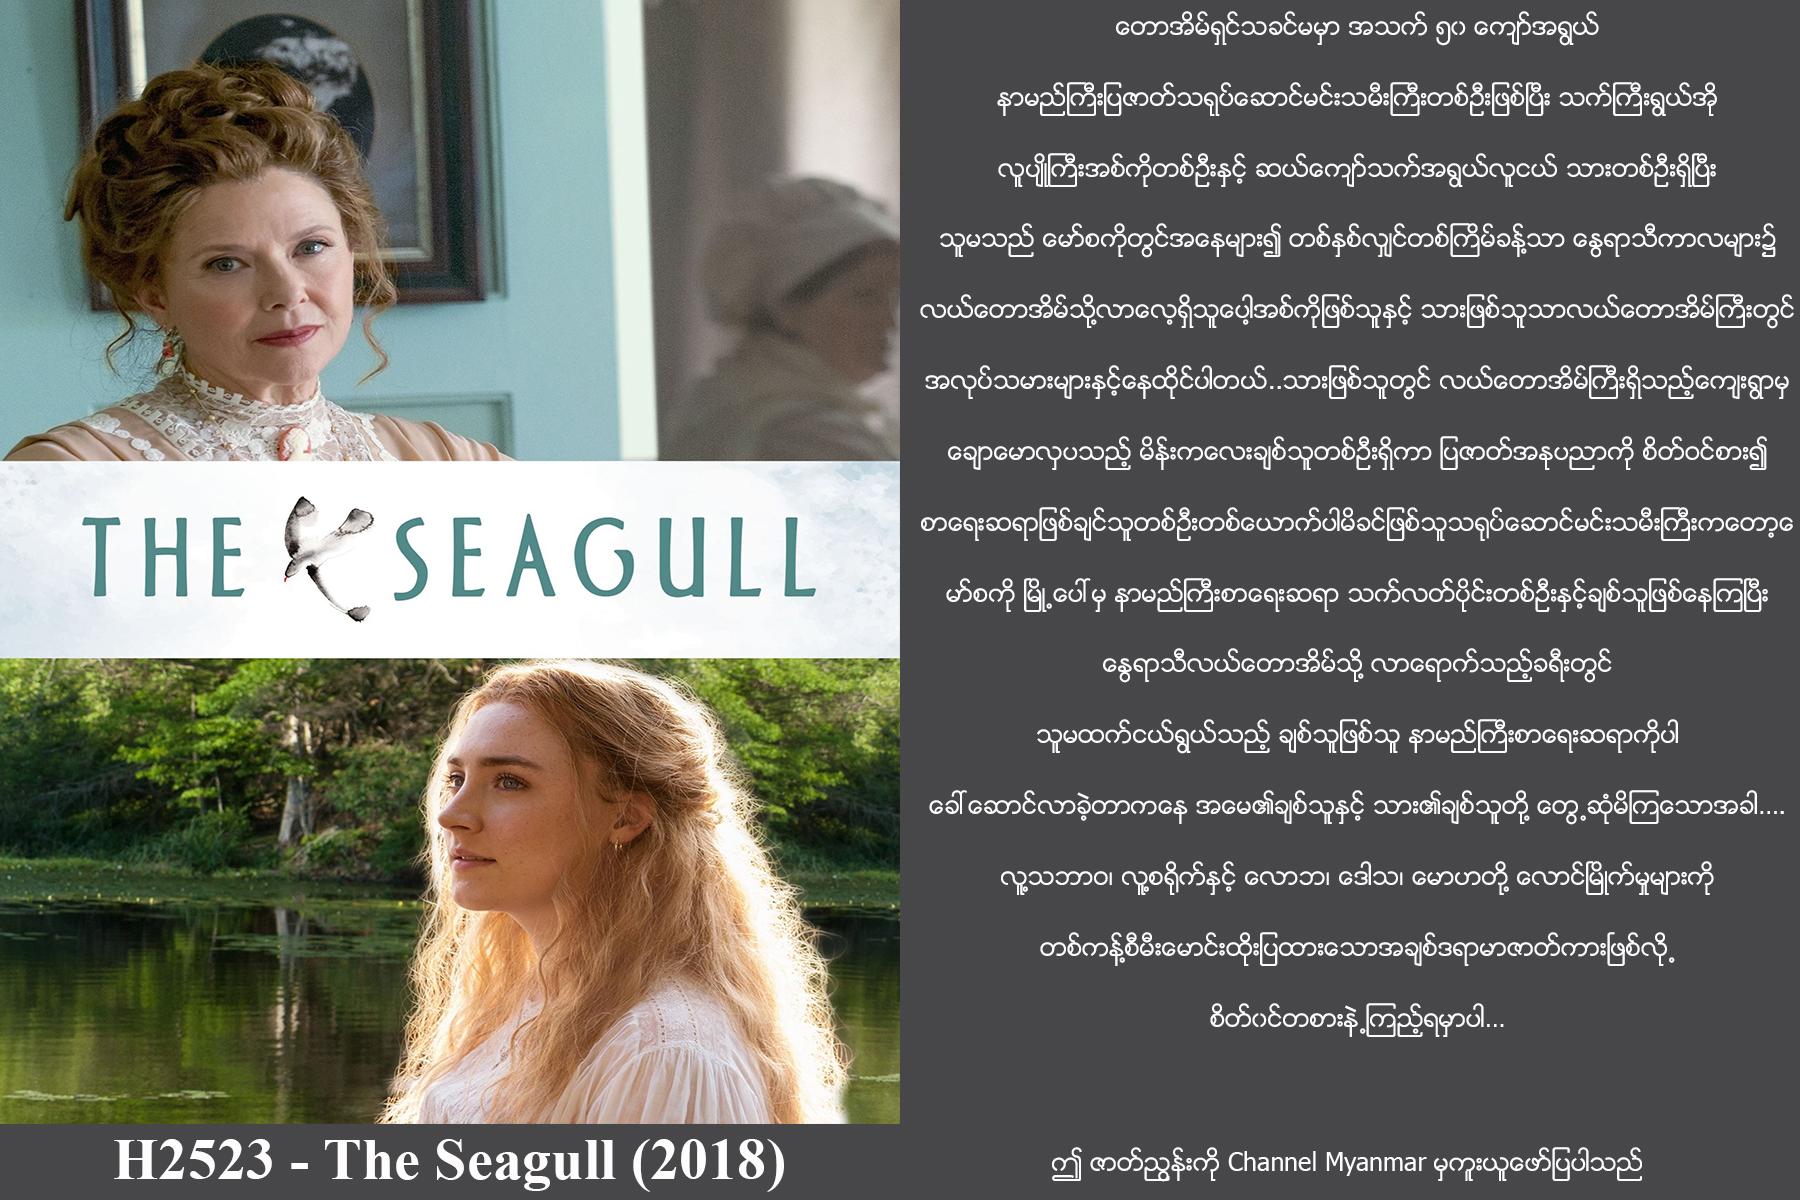 THE SEAGULL
H2523 - The Seagull (2018)
တောအိမ်ရှင်သခင်မမှာ အသက် ၅၀ ကျော်အရွယ်
နာမည်ကြီးပြဇာတ်သရုပ်ဆောင်မင်းသမီးကြီးတစ်ဦးဖြစ်ပြီး သက်ကြီးရွယ်အို
လူပျိုကြီးအစ်ကိုတစ်ဦးနှင့် ဆယ်ကျော်သက်အရွယ်လူငယ် သားတစ်ဦးရှိပြီး
သူမသည် မော်စကိုတွင်အနေများ၍ တစ်နှစ်လျှင်တစ်ကြိမ်ခန့်သာ နွေရာသီကာလများ၌
လယ်တောအိမ်သို့လာလေ့ရှိသူပေါ့အစ်ကိုဖြစ်သူနှင့် သားဖြစ်သူသာလယ်တောအိမ်ကြီးတွင်
အလုပ်သမားများနှင့်နေထိုင်ပါတယ်..သားဖြစ်သူတွင် လယ်တောအိမ်ကြီးရှိသည့်ကျေးရွာမှ
ချောမောလှပသည့် မိန်းကလေးချစ်သူတစ်ဦးရှိကာ ပြဇာတ်အနုပညာကို စိတ်ဝင်စား၍
စာရေးဆရာဖြစ်ချင်သူတစ်ဦးတစ်ယောက်ပါမိခင်ဖြစ်သူသရုပ်ဆောင်မင်းသမီးကြီးကတော့မေ
ာ်စကို မြို့ပေါ်မှ နာမည်ကြီးစာရေးဆရာ သက်လတ်ပိုင်းတစ်ဦးနှင့်ချစ်သူဖြစ်နေကြပြီး
နွေရာသီလယ်တောအိမ်သို့ လာရောက်သည့်ခရီးတွင်
သူမထက်ငယ်ရွယ်သည့် ချစ်သူဖြစ်သူ နာမည်ကြီးစာရေးဆရာကိုပါ
ခေါ်ဆောင်လာခဲ့တာကနေ အမေ၏ချစ်သူနှင့် သား၏ချစ်သူတို့ တွေ့ဆုံမိကြသောအခါ....
လူ့သဘာဝ၊ လူ့စရိုက်နှင့် လောဘ၊ ဒေါသ၊ မောဟတို့ လောင်မြိုက်မှုများကို
တစ်ကန့်စီမီးမောင်းထိုးပြထားသောအချစ်ဒရာမာဇာတ်ကားဖြစ်လို့
စိတ်ဝင်တစားနဲ့ကြည့်ရမှာပါ...
ဤ ဇာတ်ညွှန်းကို Channel Myanmar မှကူးယူဖော်ပြပါသည်